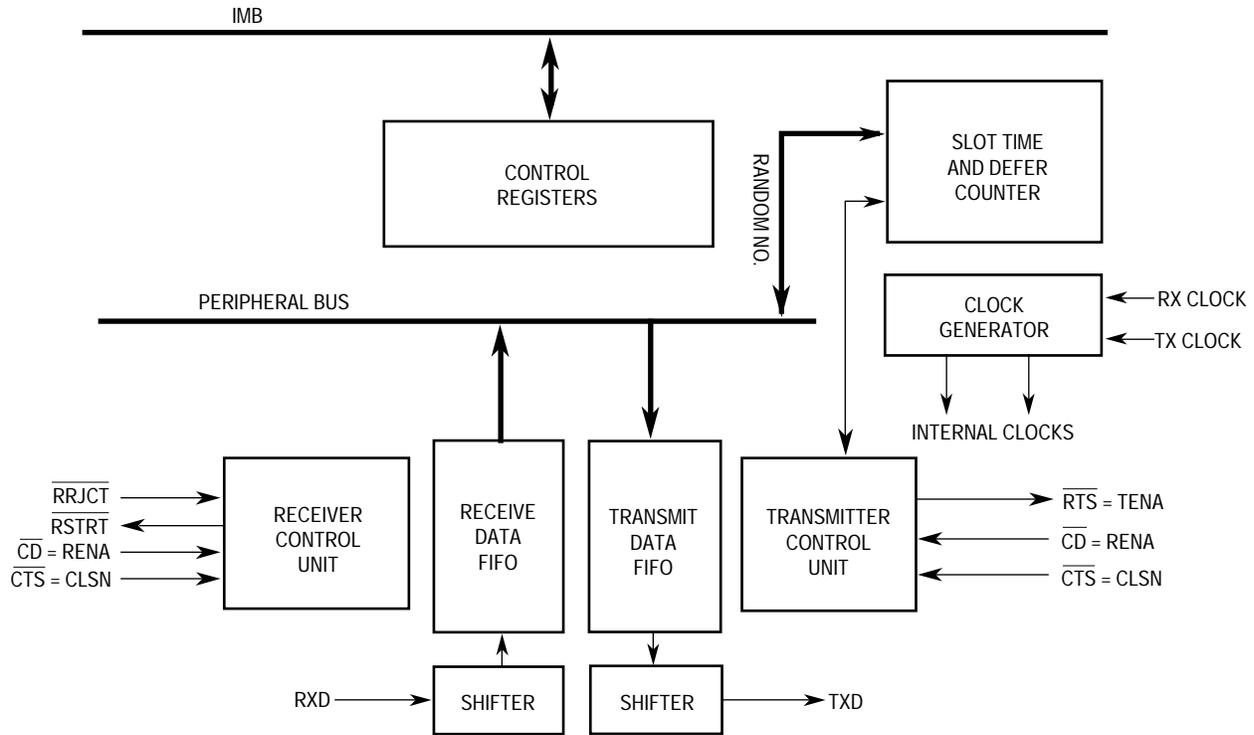 IMB
CONTROL
REGISTERS
SLOT TIME
AND DEFER
COUNTER
RANDOM NO.
PERIPHERAL BUS
CLOCK
GENERATOR
RX CLOCK
TX CLOCK
INTERNAL CLOCKS
RRJCT
RSTRT
CD = RENA
CTS = CLSN
RECEIVER
CONTROL
UNIT
RECEIVE
DATA
FIFO
TRANSMIT
DATA
FIFO
TRANSMITTER
CONTROL
UNIT
RTS = TENA
CD = RENA
CTS = CLSN
RXD
SHIFTER
SHIFTER
TXD